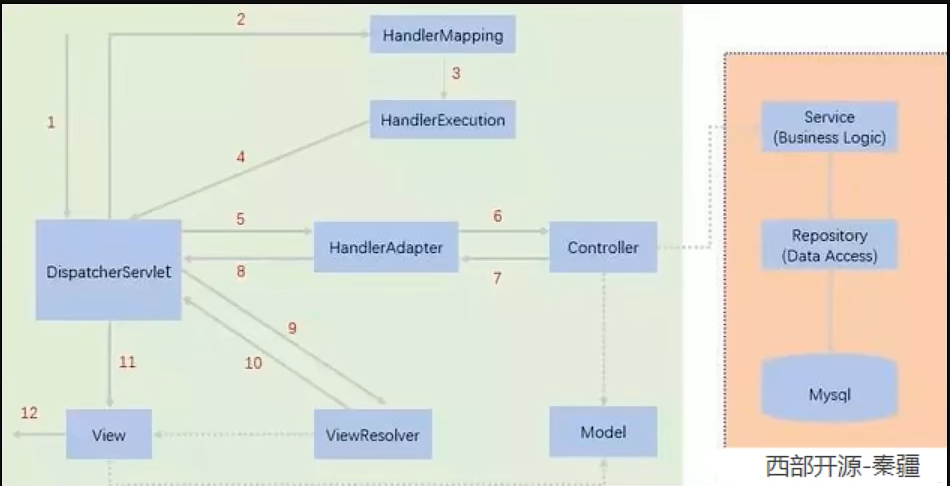 2
HandlerMapping
3
1
HandlerExecution
Service
(Business Logic)
4
5
6
DispatcherServlet
HandlerAdapter
Controller
Repository
(Data Access)
8
7
9
10
11
Mysql
12
View
ViewResolver
Model
西部开源-秦疆